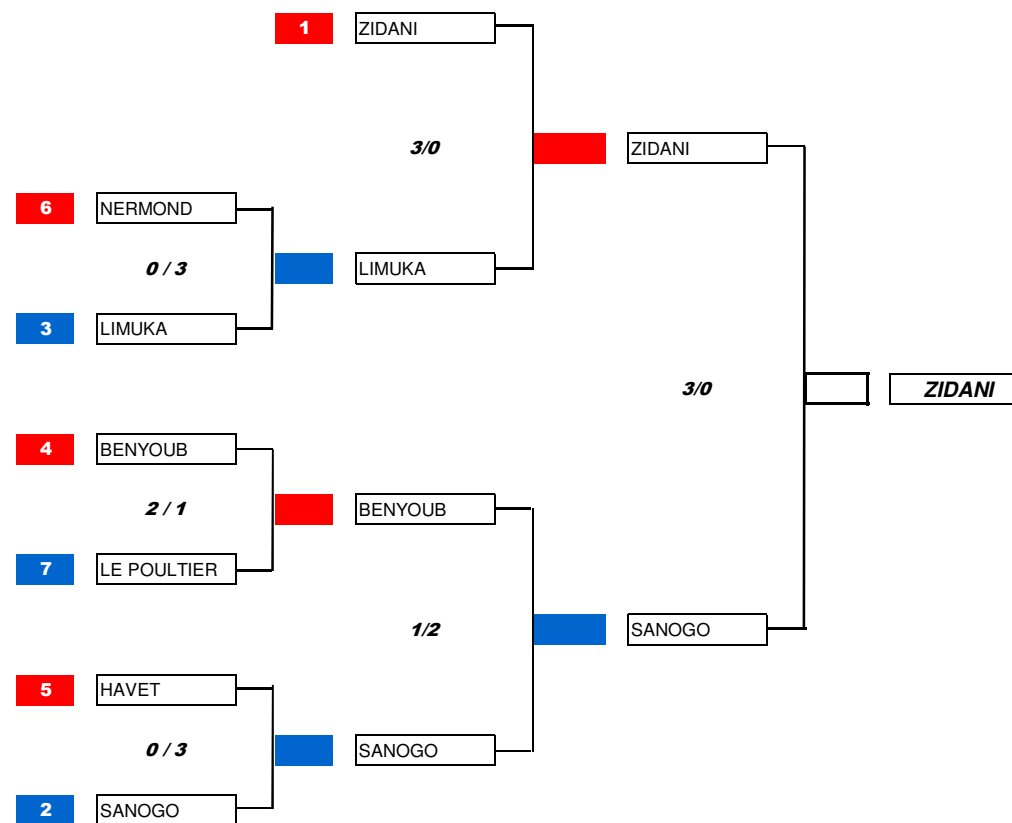 1 ZIDANI
3/0
ZIDANI
6 NERMOND
0 / 3
LIMUKA
3 LIMUKA
3/0
ZIDANI
4 BENYOUB
2 / 1
BENYOUB
7 LE POULTIER
1/2
SANOGO
5 HAVET
0 / 3
SANOGO
2 SANOGO